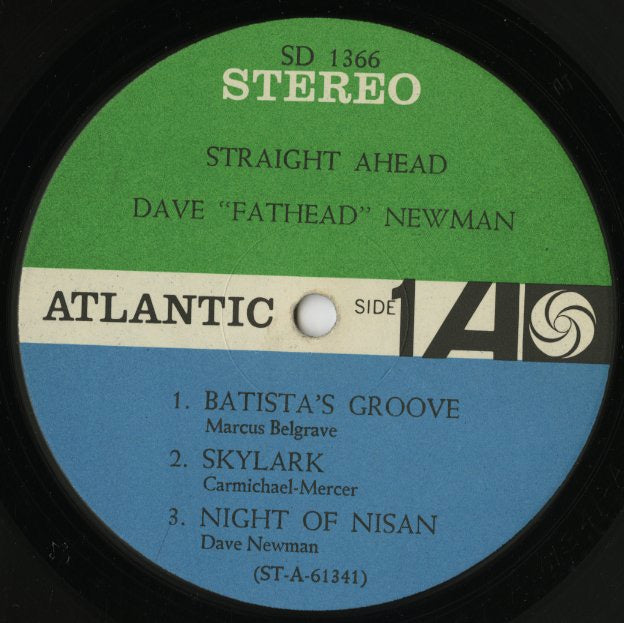 SD 1366
STEREO
STRAIGHT AHEAD
DAVE "FATHEAD" NEWMAN
ATLANTIC SIDE 1 A
1. BATISTA'S GROOVE
Marcus Belgrave
2. SKYLARK
Carmichael-Mercer
3. NIGHT OF NISAN
Dave Newman
(ST-A-61341)